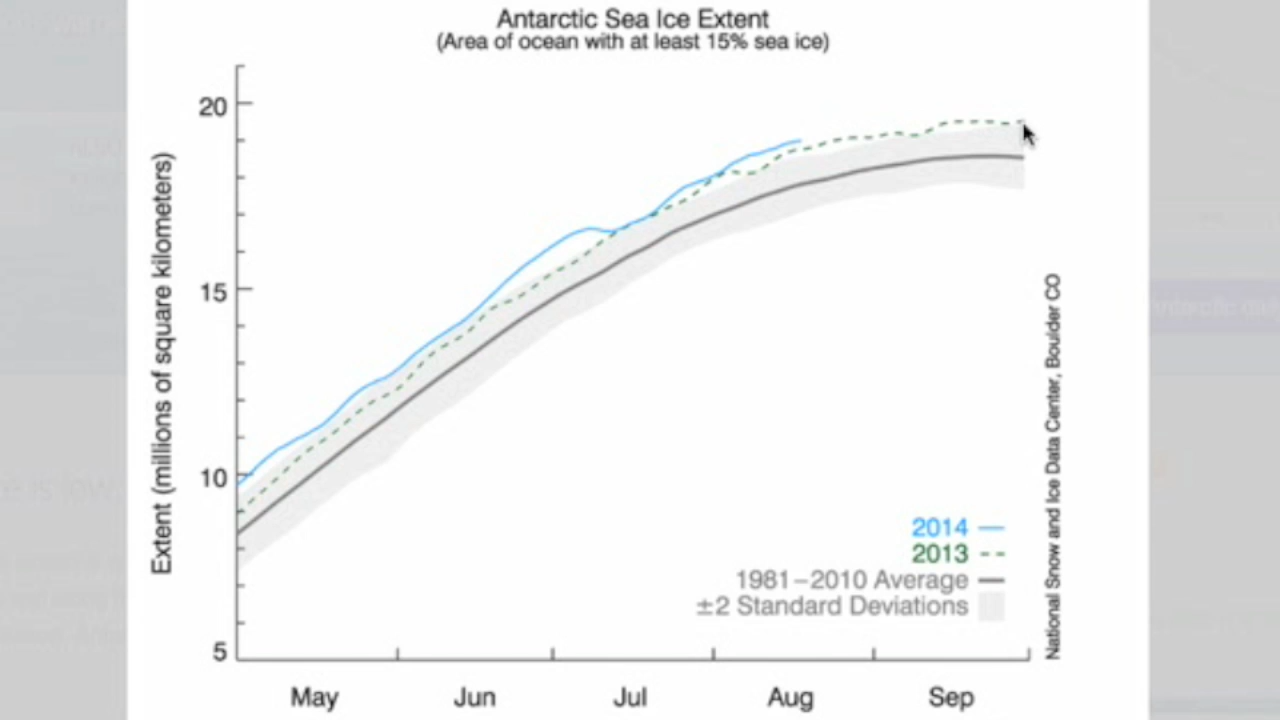 Antarctic Sea Ice Extent
(Area of ocean with at least 15% sea ice)
Extent (millions of square kilometers)
20
15
10
5
May Jun Jul Aug Sep
2014
2013
1981–2010 Average
±2 Standard Deviations
National Snow and Ice Data Center, Boulder CO